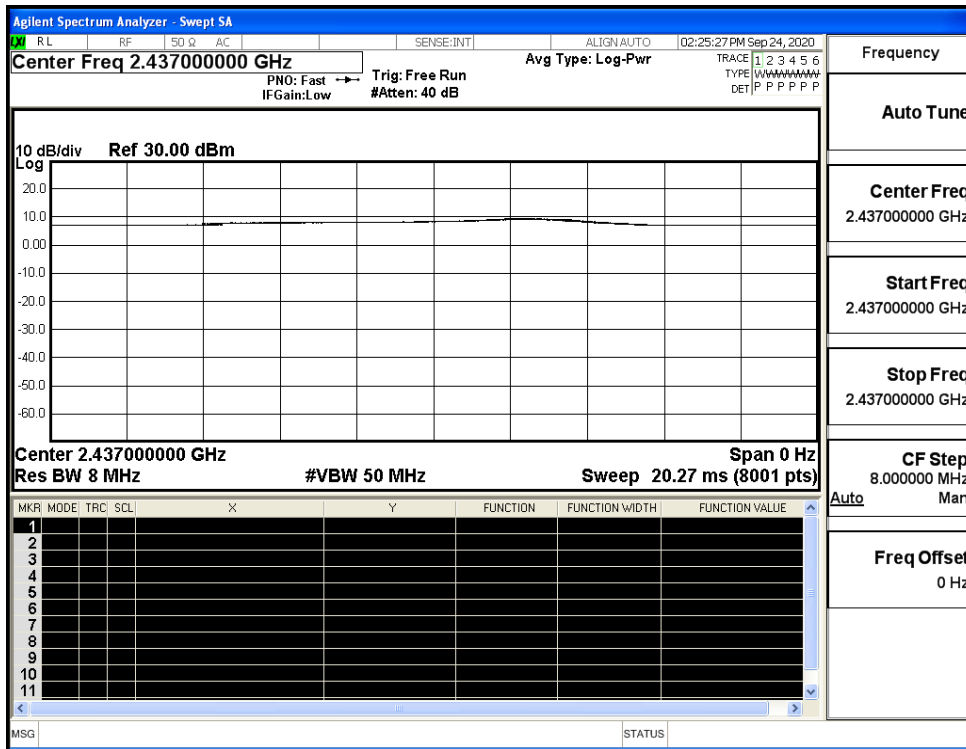 Agilent Spectrum Analyzer - Swept SA
LXI RL RF 50 Ω AC SENSE:INT ALIGN AUTO 02:25:27 PM Sep 24, 2020
Center Freq 2.437000000 GHz
PNO: Fast
IFGain:Low
Trig: Free Run
#Atten: 40 dB
Avg Type: Log-Pwr
TRACE 1 2 3 4 5 6
TYPE WWWWWW
DET P P P P P P
10 dB/div Ref 30.00 dBm
Log
20.0
10.0
0.00
-10.0
-20.0
-30.0
-40.0
-50.0
-60.0
Center 2.437000000 GHz Span 0 Hz
Res BW 8 MHz #VBW 50 MHz Sweep 20.27 ms (8001 pts)
MKR MODE TRC SCL X Y FUNCTION FUNCTION WIDTH FUNCTION VALUE
1
2
3
4
5
6
7
8
9
10
11
MSG STATUS
Frequency
Auto Tune
Center Freq
2.437000000 GHz
Start Freq
2.437000000 GHz
Stop Freq
2.437000000 GHz
CF Step
8.000000 MHz
Auto Man
Freq Offset
0 Hz